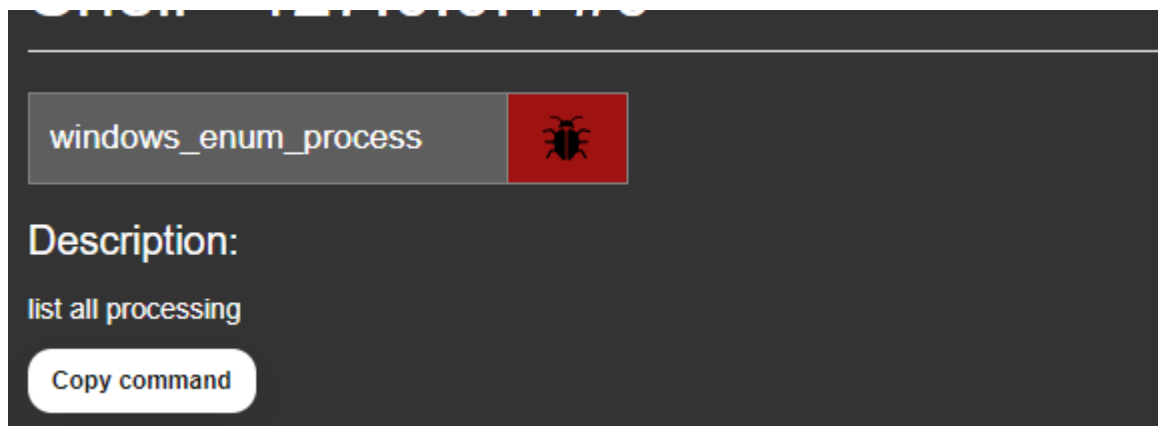 windows_enum_process
Description:
list all processing
Copy command